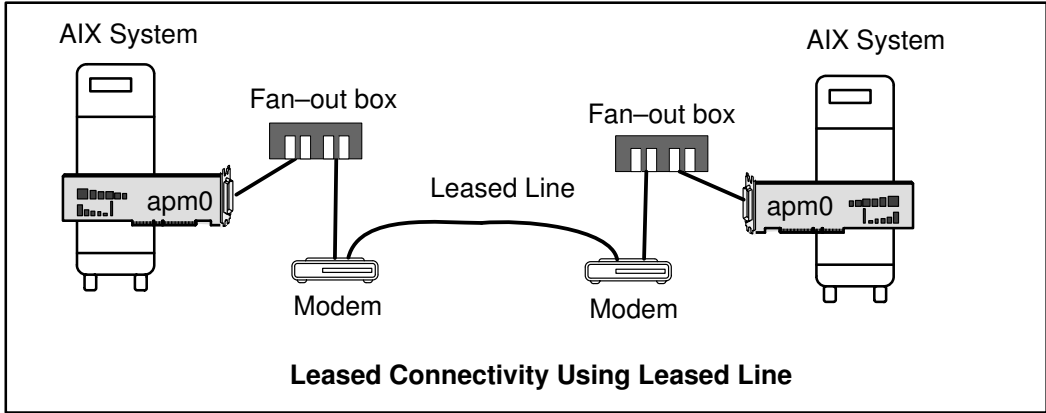 AIX System
AIX System
Fan–out box
Fan–out box
Leased Line
apm0
apm0
Modem
Modem
Leased Connectivity Using Leased Line